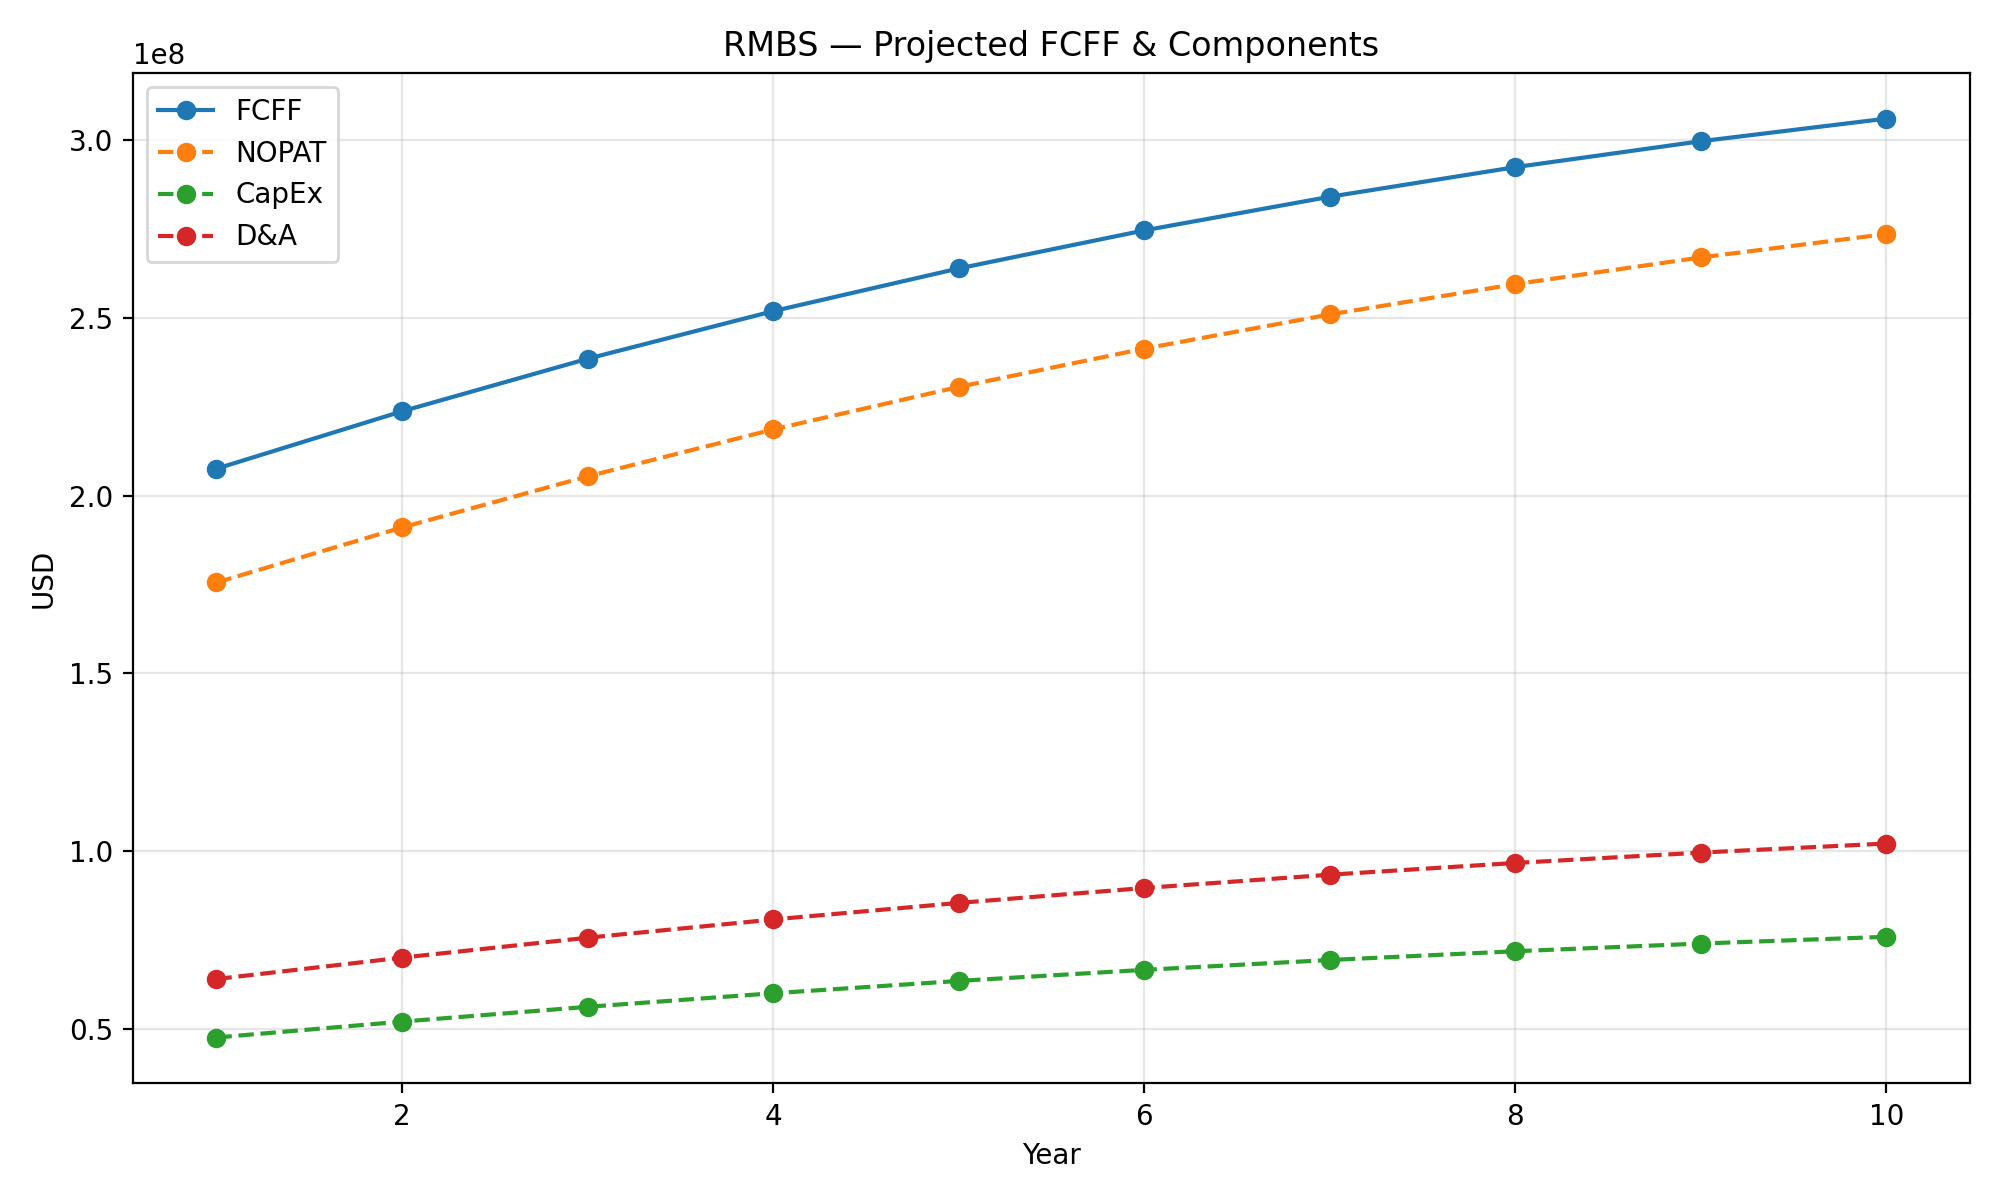 RMBS — Projected FCFF & Components
1e8
FCFF
NOPAT
CapEx
D&A
3.0
2.5
2.0
1.5
1.0
0.5
USD
2 4 6 8 10
Year